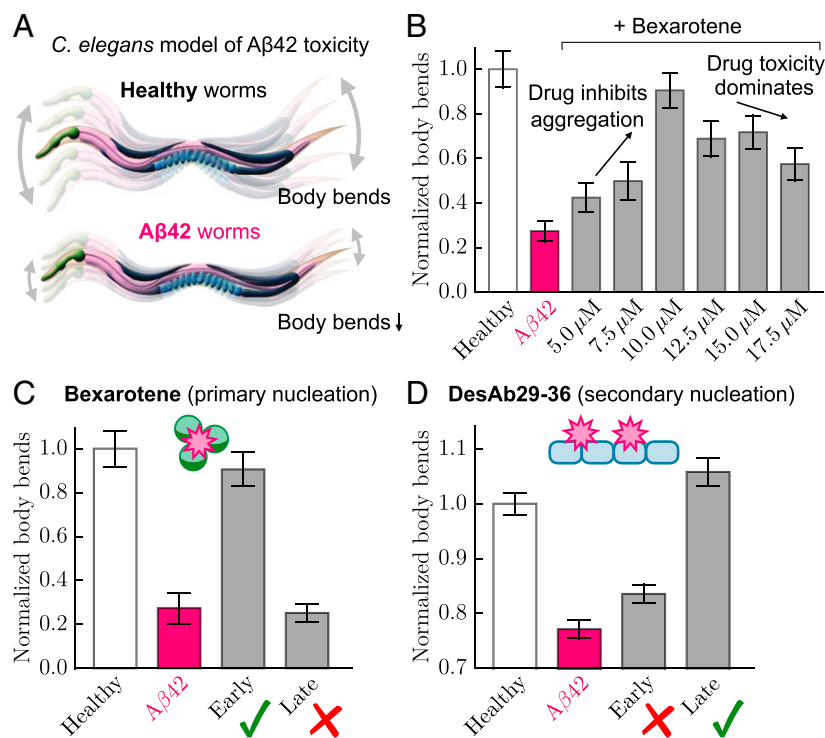 A
C. elegans model of Aβ42 toxicity
Healthy worms
Body bends
Aβ42 worms
Body bends ↓
B
+ Bexarotene
Normalized body bends
1.0
0.8
0.6
0.4
0.2
0.0
Drug inhibits
aggregation
Drug toxicity
dominates
Healthy
Aβ42
5.0 μM
7.5 μM
10.0 μM
12.5 μM
15.0 μM
17.5 μM
C
Bexarotene (primary nucleation)
Normalized body bends
1.0
0.8
0.6
0.4
0.2
0.0
Healthy
Aβ42
Early
Late
D
DesAb29-36 (secondary nucleation)
Normalized body bends
1.1
1.0
0.9
0.8
0.7
Healthy
Aβ42
Early
Late